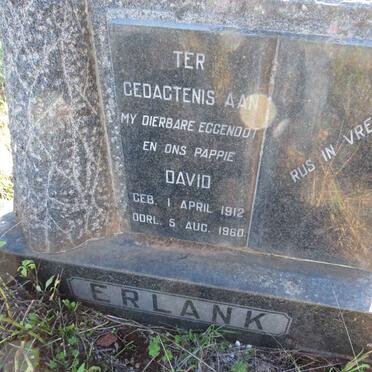 TER
GEDAGTENIS AAN
MY DIERBARE EGGENOOT
EN ONS PAPPIE
DAVID
GEB. 1 APRIL 1912
OORL. 5 AUG. 1960
RUS IN VRE
ERLANK